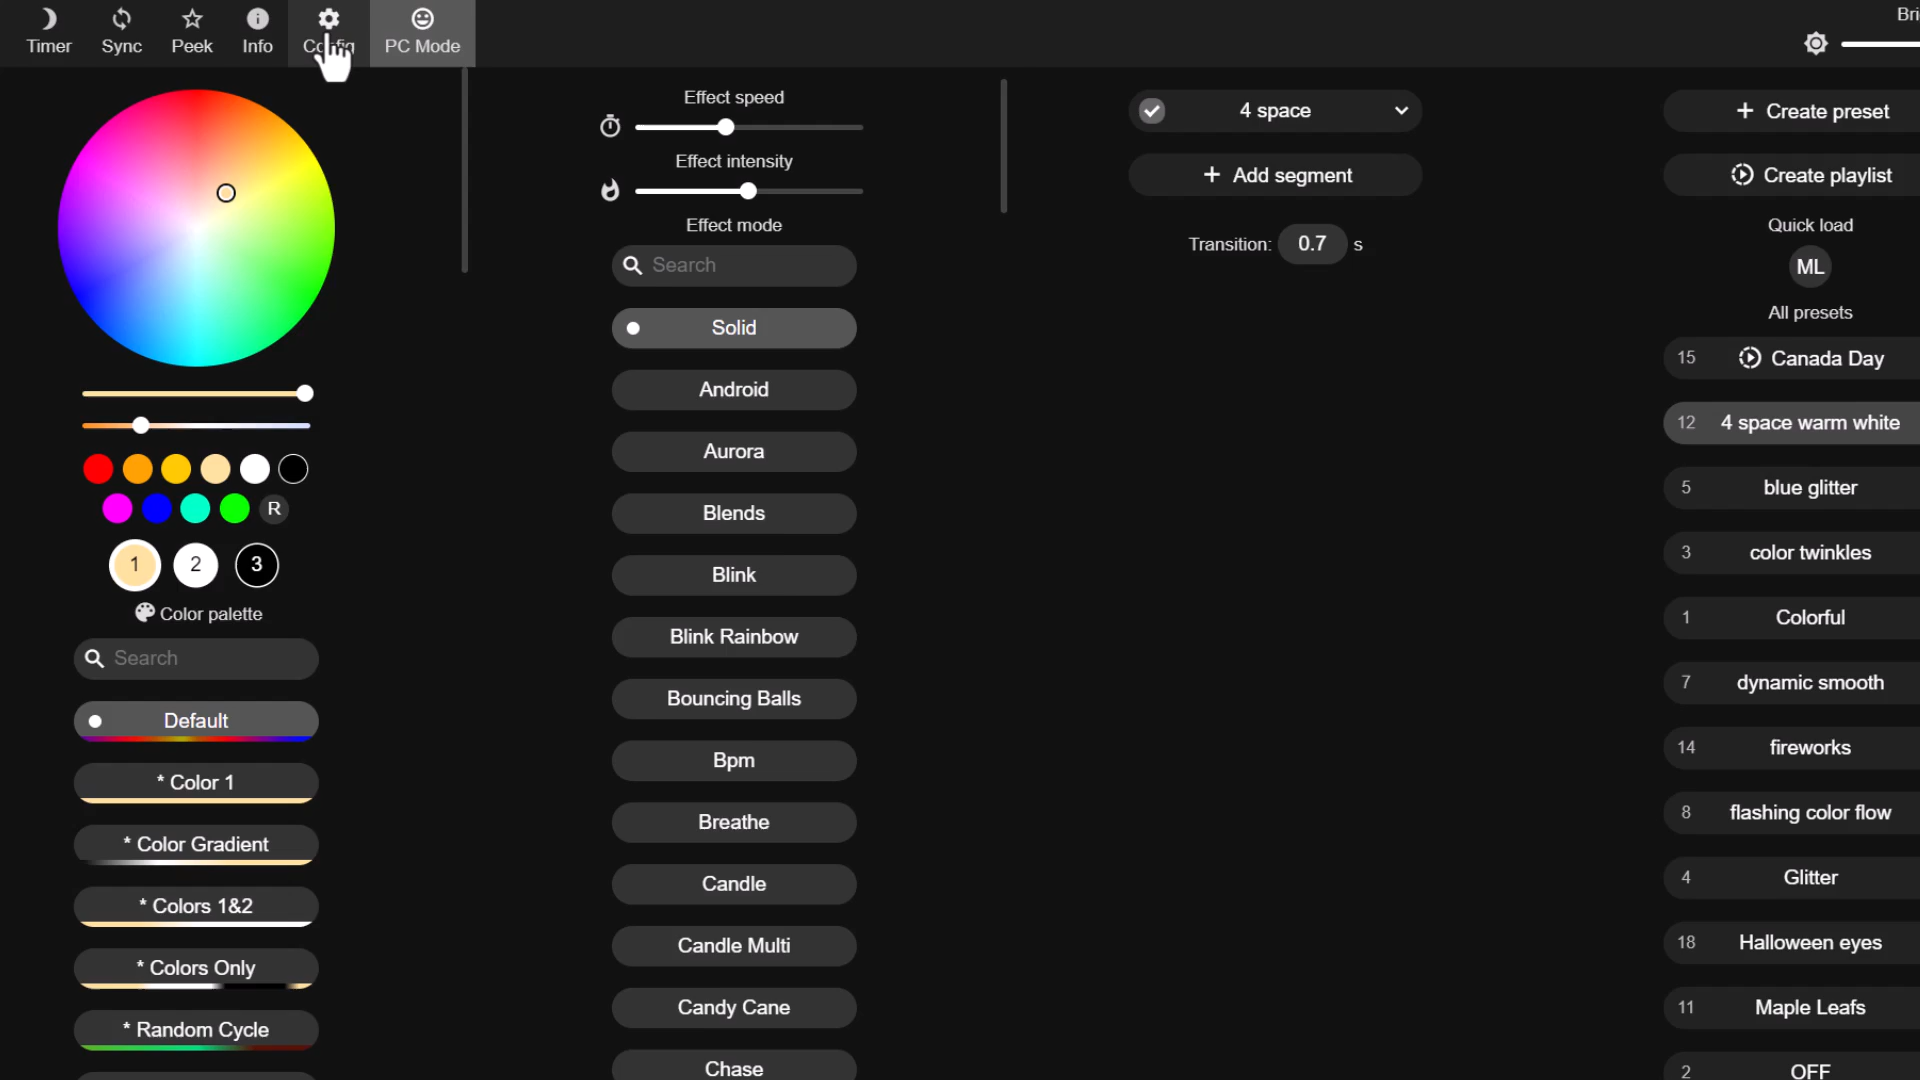 Timer
Sync
Peek
Info
PC Mode
Bri
R
1
2
3
Color palette
Search
Default
* Color 1
* Color Gradient
* Colors 1&2
* Colors Only
* Random Cycle
Effect speed
Effect intensity
Effect mode
Search
Solid
Android
Aurora
Blends
Blink
Blink Rainbow
Bouncing Balls
Bpm
Breathe
Candle
Candle Multi
Candy Cane
Chase
4 space
+ Add segment
Transition: 0.7 s
+ Create preset
Create playlist
Quick load
ML
All presets
15 Canada Day
12 4 space warm white
5 blue glitter
3 color twinkles
1 Colorful
7 dynamic smooth
14 fireworks
8 flashing color flow
4 Glitter
18 Halloween eyes
11 Maple Leafs
2 OFF